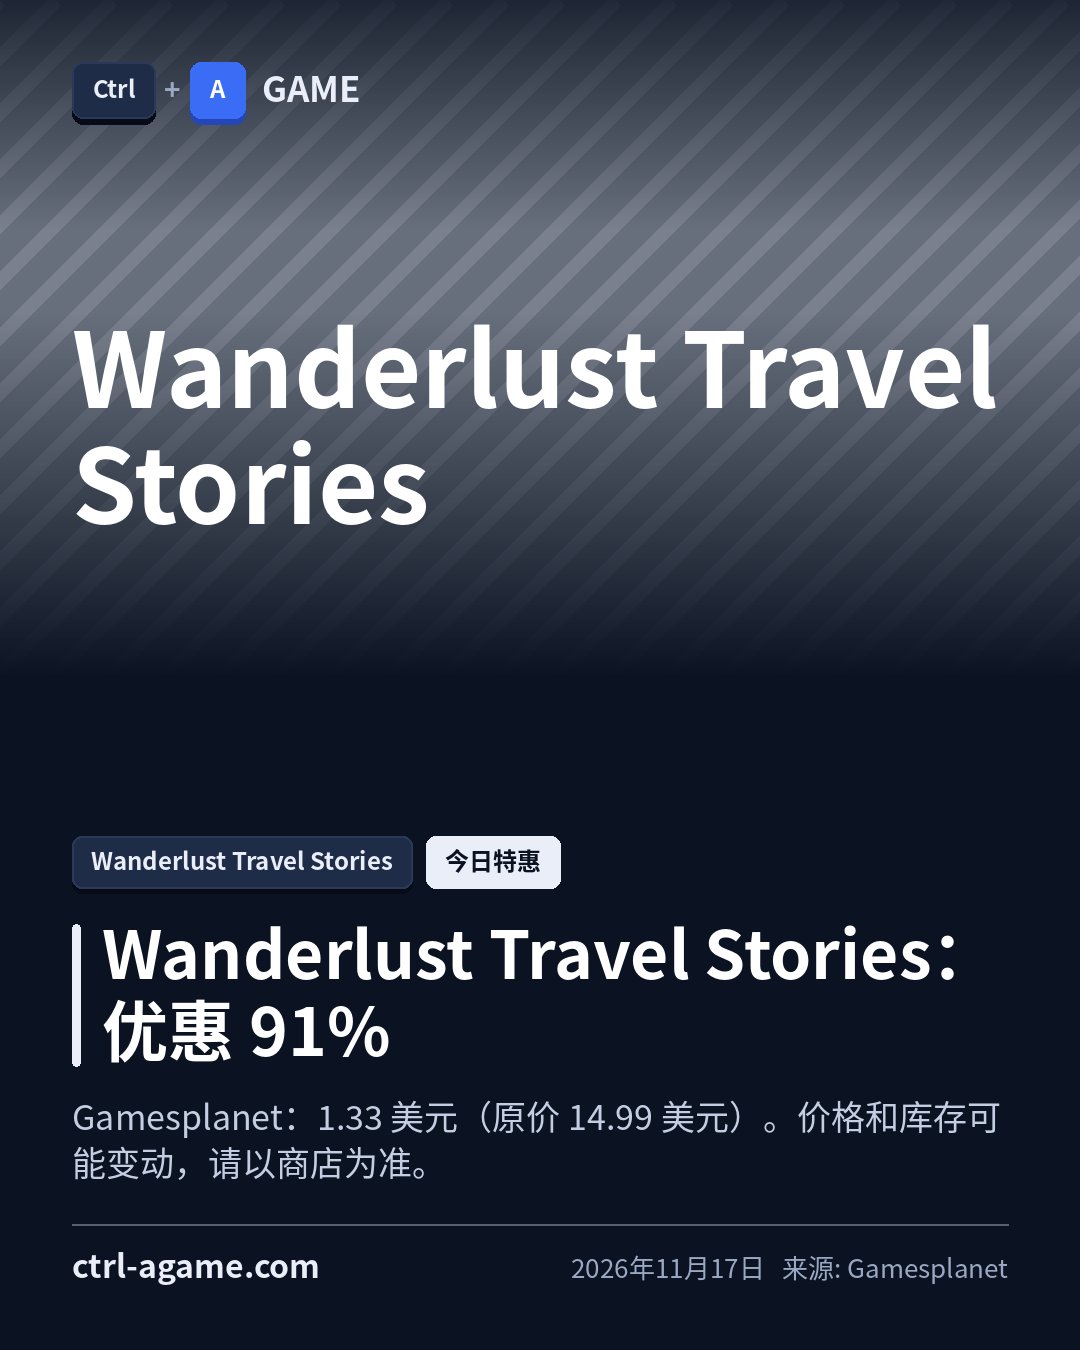 Ctrl + A GAME
Wanderlust Travel
Stories
Wanderlust Travel Stories 今日特惠
Wanderlust Travel Stories：
优惠 91%
Gamesplanet：1.33 美元（原价 14.99 美元）。价格和库存可
能变动，请以商店为准。
ctrl-agame.com 2026年11月17日 来源: Gamesplanet